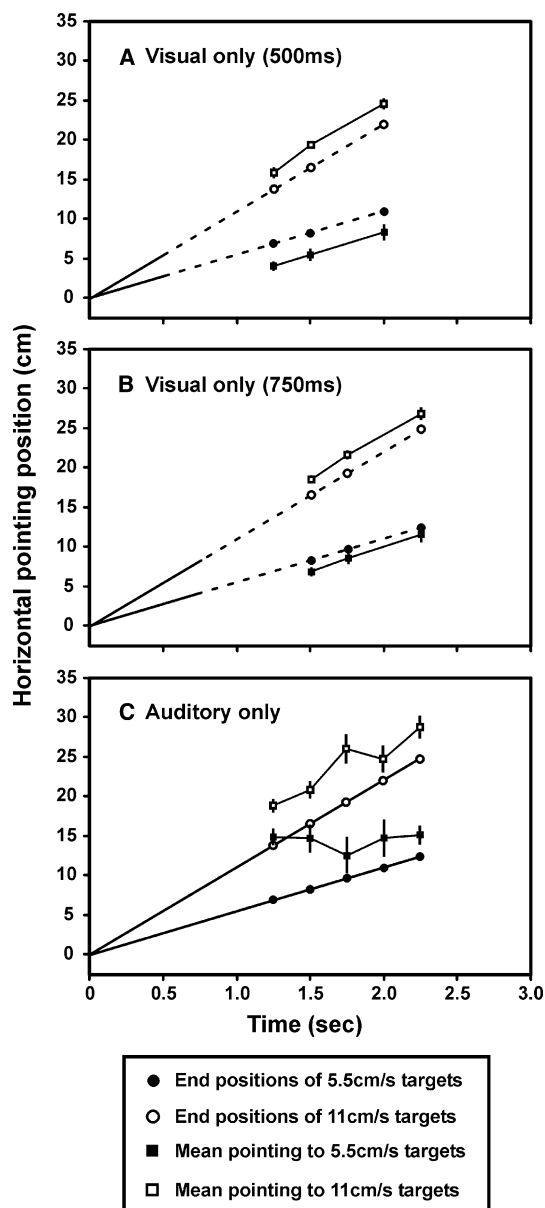 35
A Visual only (500ms)
30
25
20
15
10
5
0
35
B Visual only (750ms)
30
25
20
15
10
5
0
Horizontal pointing position (cm)
35
C Auditory only
30
25
20
15
10
5
0
0 0.5 1.0 1.5 2.0 2.5 3.0
Time (sec)
End positions of 5.5cm/s targets
End positions of 11cm/s targets
Mean pointing to 5.5cm/s targets
Mean pointing to 11cm/s targets